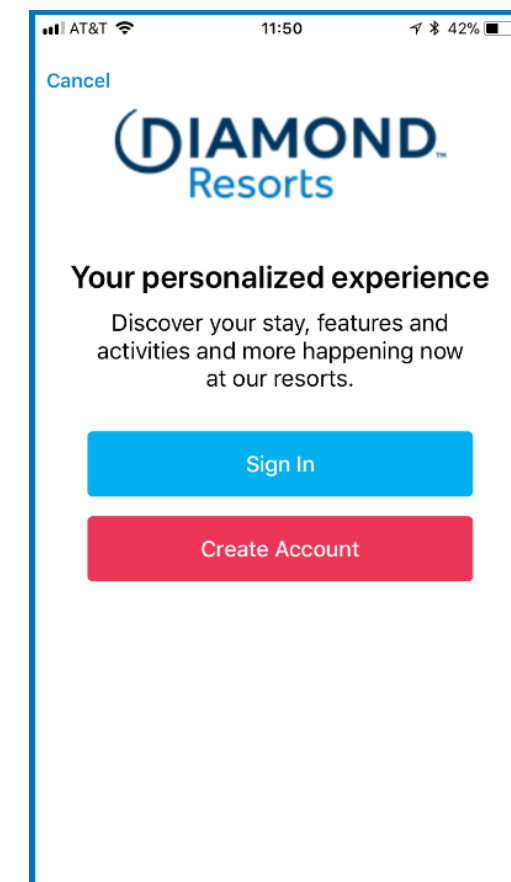 AT&T 11:50 42%
Cancel
DIAMOND™
Resorts
Your personalized experience
Discover your stay, features and
activities and more happening now
at our resorts.
Sign In
Create Account